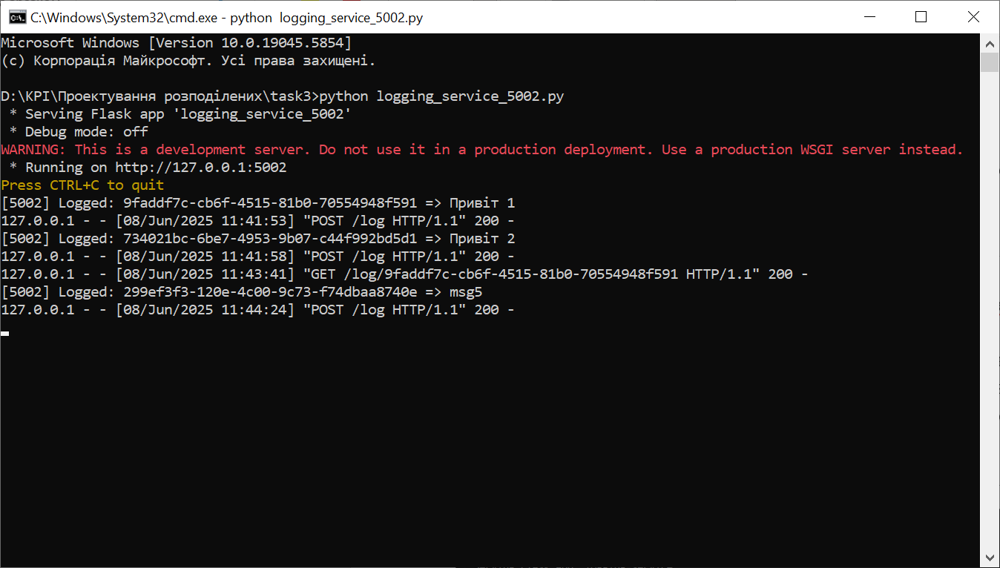 C:\Windows\System32\cmd.exe - python  logging_service_5002.py
Microsoft Windows [Version 10.0.19045.5854]
(c) Корпорація Майкрософт. Усі права захищені.
D:\KPI\Проектування розподілених\task3>python logging_service_5002.py
 * Serving Flask app 'logging_service_5002'
 * Debug mode: off
WARNING: This is a development server. Do not use it in a production deployment. Use a production WSGI server instead.
 * Running on http://127.0.0.1:5002
Press CTRL+C to quit
[5002] Logged: 9faddf7c-cb6f-4515-81b0-70554948f591 => Привіт 1
127.0.0.1 - - [08/Jun/2025 11:41:53] "POST /log HTTP/1.1" 200 -
[5002] Logged: 734021bc-6be7-4953-9b07-c44f992bd5d1 => Привіт 2
127.0.0.1 - - [08/Jun/2025 11:41:58] "POST /log HTTP/1.1" 200 -
127.0.0.1 - - [08/Jun/2025 11:43:41] "GET /log/9faddf7c-cb6f-4515-81b0-70554948f591 HTTP/1.1" 200 -
[5002] Logged: 299ef3f3-120e-4c00-9c73-f74dbaa8740e => msg5
127.0.0.1 - - [08/Jun/2025 11:44:24] "POST /log HTTP/1.1" 200 -